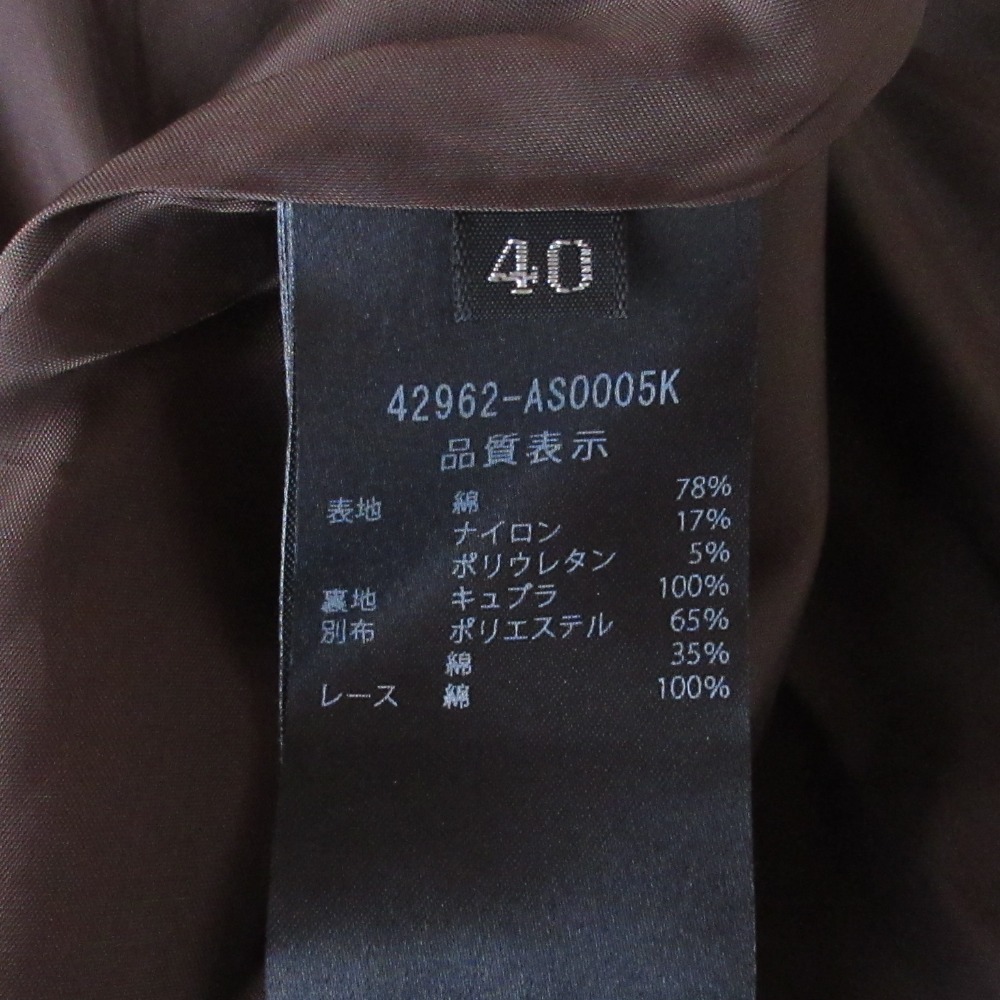 40
42962-AS0005K
品質表示
表地 綿 78%
ナイロン 17%
ポリウレタン 5%
裏地 キュプラ 100%
別布 ポリエステル 65%
綿 35%
レース 綿 100%